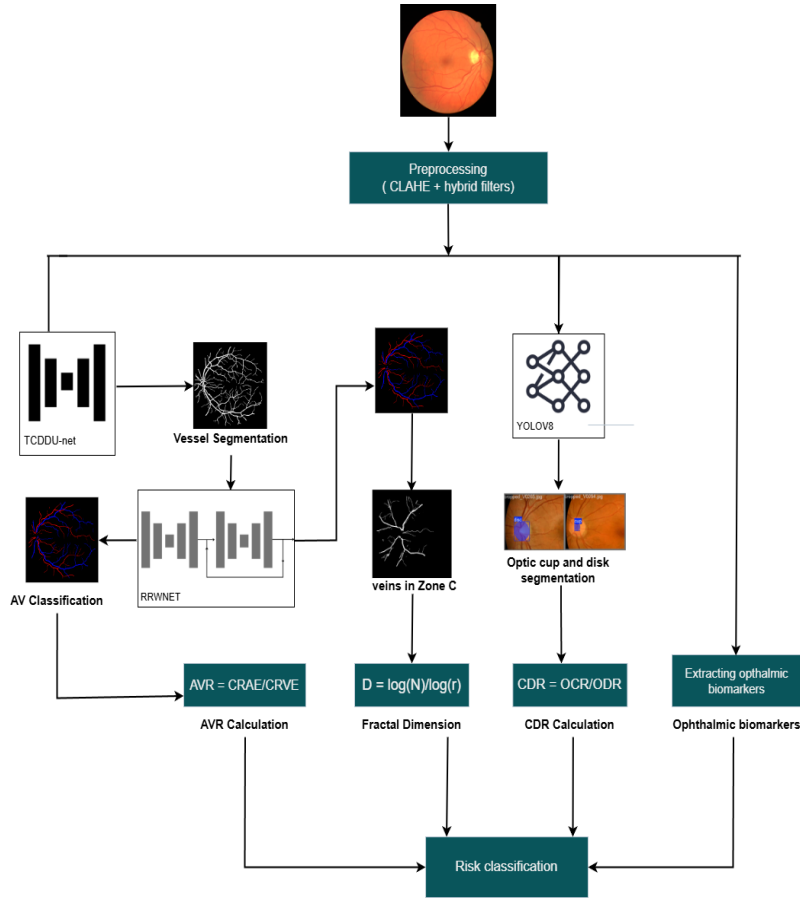 Preprocessing
( CLAHE + hybrid filters)
TCDDU-net
Vessel Segmentation
YOLOV8
AV Classification
RRWNET
veins in Zone C
Optic cup and disk
segmentation
AVR = CRAE/CRVE
AVR Calculation
D = log(N)/log(r)
Fractal Dimension
CDR = OCR/ODR
CDR Calculation
Extracting opthalmic
biomarkers
Ophthalmic biomarkers
Risk classification